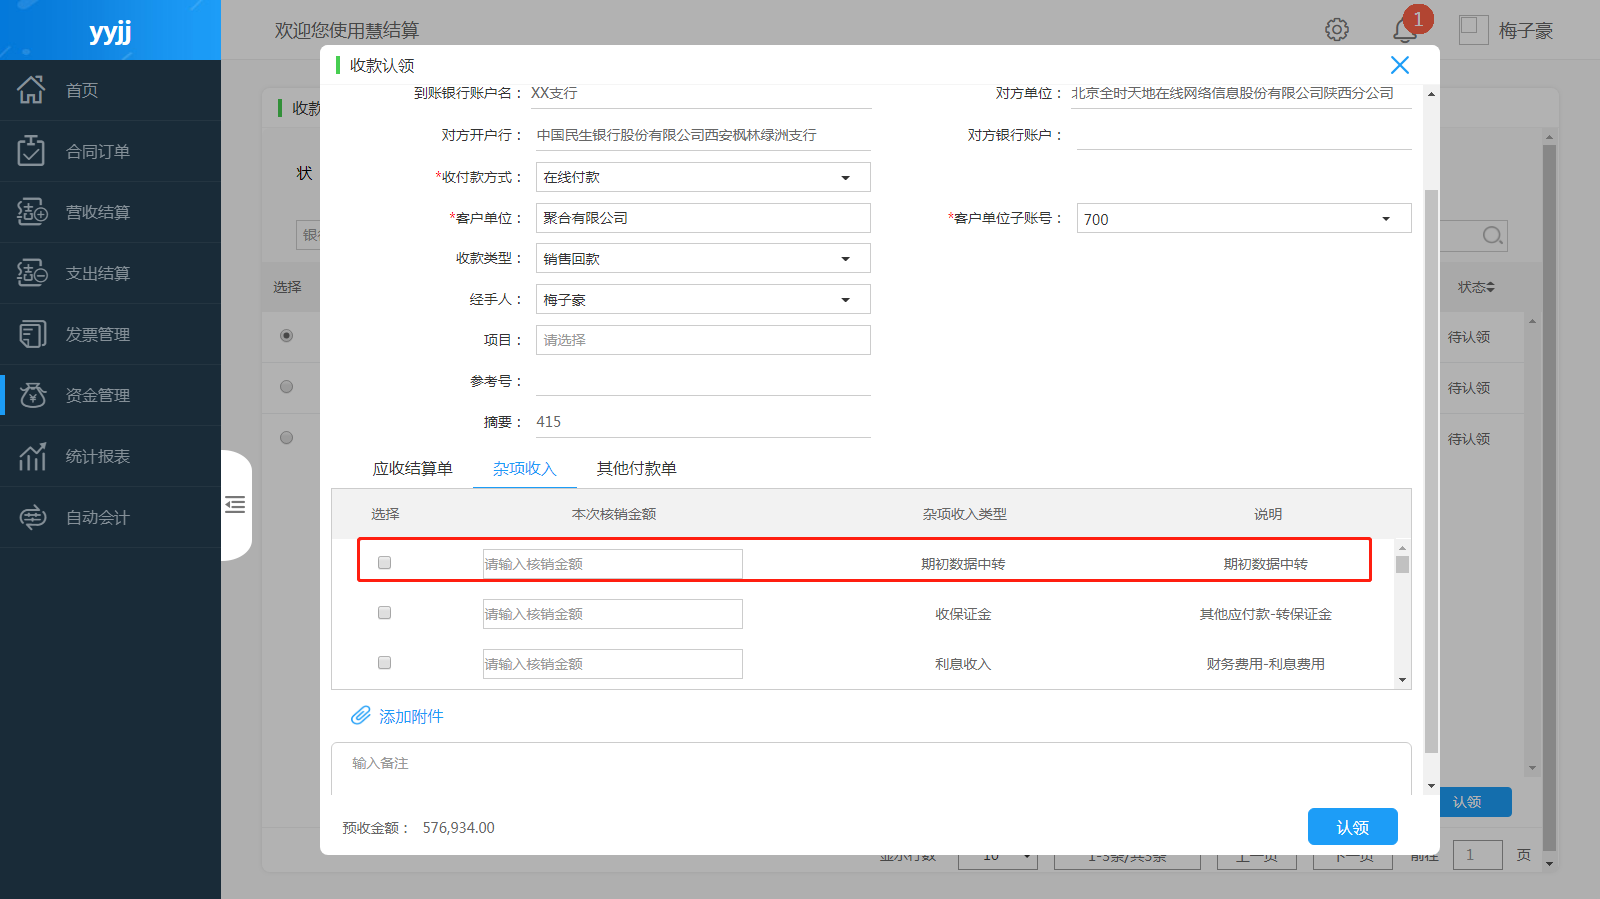 yyjj
欢迎您使用慧结算
1
梅子豪
首页
合同订单
营收结算
支出结算
发票管理
资金管理
统计报表
自动会计
收款
状
银行
选择
状态
待认领
待认领
待认领
认领
收款认领
到账银行账户名： XX支行
对方单位： 北京全时天地在线网络信息股份有限公司陕西分公司
对方开户行： 中国民生银行股份有限公司西安枫林绿洲支行
对方银行账户：
*收付款方式： 在线付款
*客户单位： 聚合有限公司
*客户单位子账号： 700
收款类型： 销售回款
经手人： 梅子豪
项目： 请选择
参考号：
摘要： 415
应收结算单 杂项收入 其他付款单
选择 本次核销金额 杂项收入类型 说明
请输入核销金额 期初数据中转 期初数据中转
请输入核销金额 收保证金 其他应付款-转保证金
请输入核销金额 利息收入 财务费用-利息费用
添加附件
输入备注
预收金额： 576,934.00
认领
显示行数 10 1-3条/共3条 上一页 下一页 前往 1 页